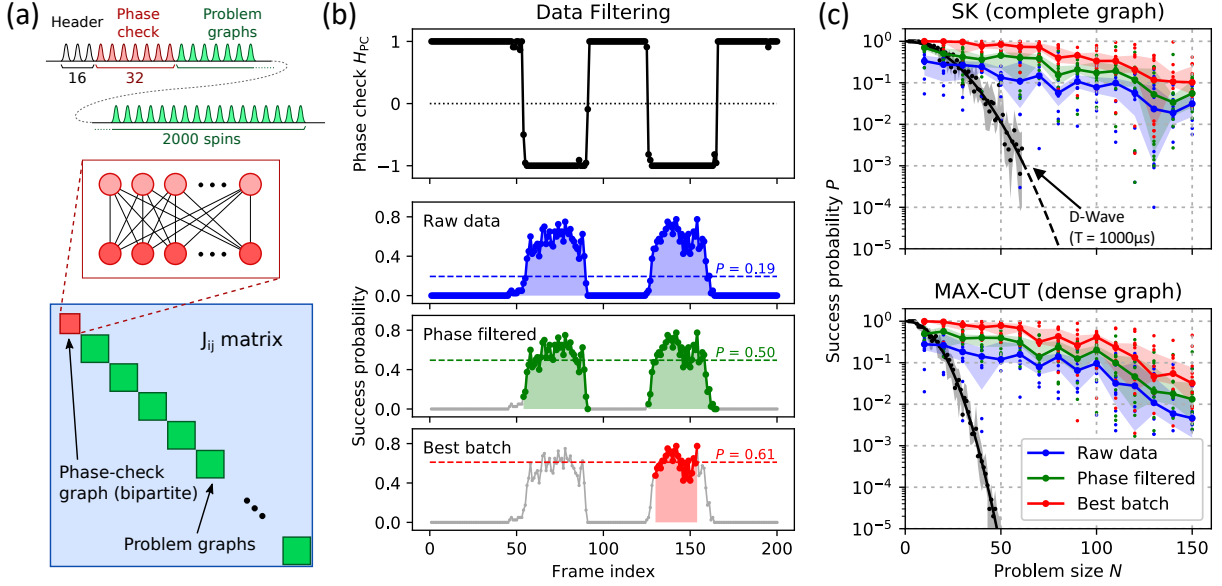 (a)
Header
Phase
check
Problem
graphs
16
32
2000 spins
J_ij matrix
Phase-check
graph (bipartite)
Problem graphs
(b)
Data Filtering
Phase check H_PC
1
0
−1
0
50
100
150
200
Success probability
Raw data
P = 0.19
0.8
0.4
0.0
Phase filtered
P = 0.50
0.8
0.4
0.0
Best batch
P = 0.61
0.8
0.4
0.0
0
50
100
150
200
Frame index
(c)
SK (complete graph)
Success probability P
10^0
10^-1
10^-2
10^-3
10^-4
10^-5
D-Wave
(T = 1000μs)
MAX-CUT (dense graph)
10^0
10^-1
10^-2
10^-3
10^-4
10^-5
Raw data
Phase filtered
Best batch
0
50
100
150
Problem size N